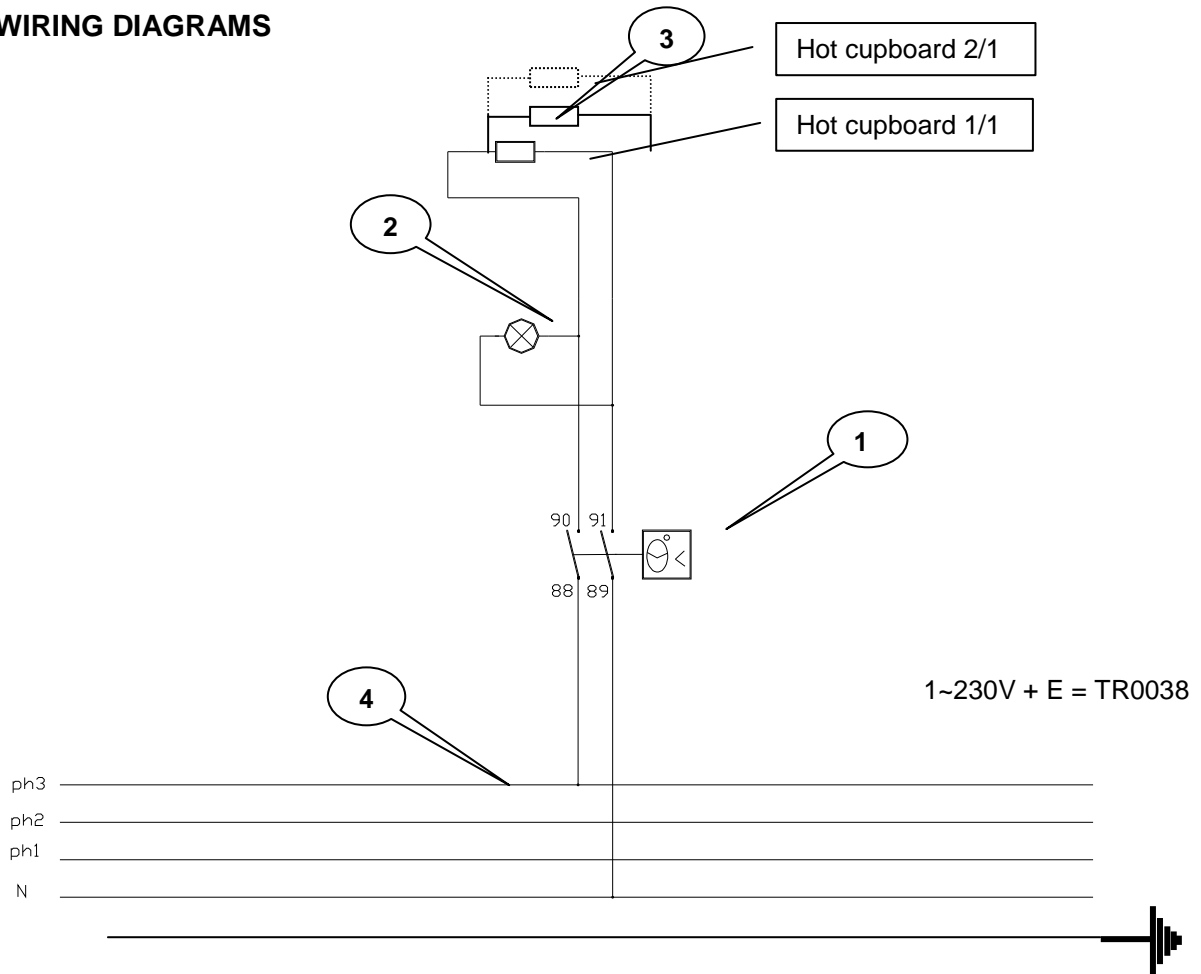 WIRING DIAGRAMS
3
Hot cupboard 2/1
Hot cupboard 1/1
2
1
90 91
88 89
4
1~230V + E = TR0038
ph3
ph2
ph1
N